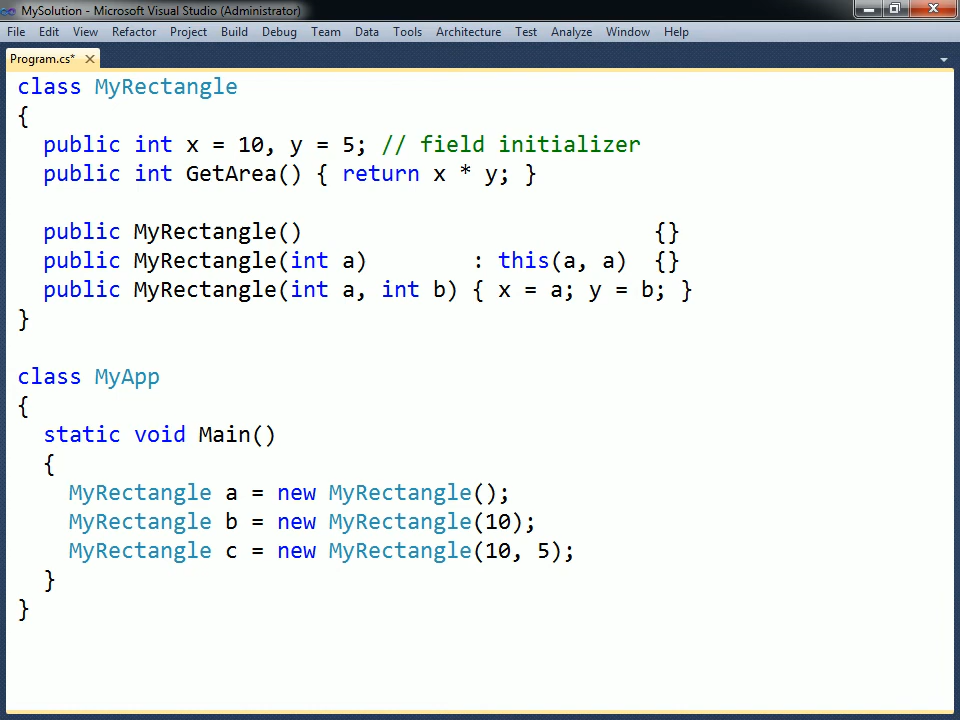 MySolution - Microsoft Visual Studio (Administrator)
File Edit View Refactor Project Build Debug Team Data Tools Architecture Test Analyze Window Help
Program.cs*
class MyRectangle
{
  public int x = 10, y = 5; // field initializer
  public int GetArea() { return x * y; }
  public MyRectangle()                           {}
  public MyRectangle(int a)        : this(a, a)  {}
  public MyRectangle(int a, int b) { x = a; y = b; }
}
class MyApp
{
  static void Main()
  {
    MyRectangle a = new MyRectangle();
    MyRectangle b = new MyRectangle(10);
    MyRectangle c = new MyRectangle(10, 5);
  }
}